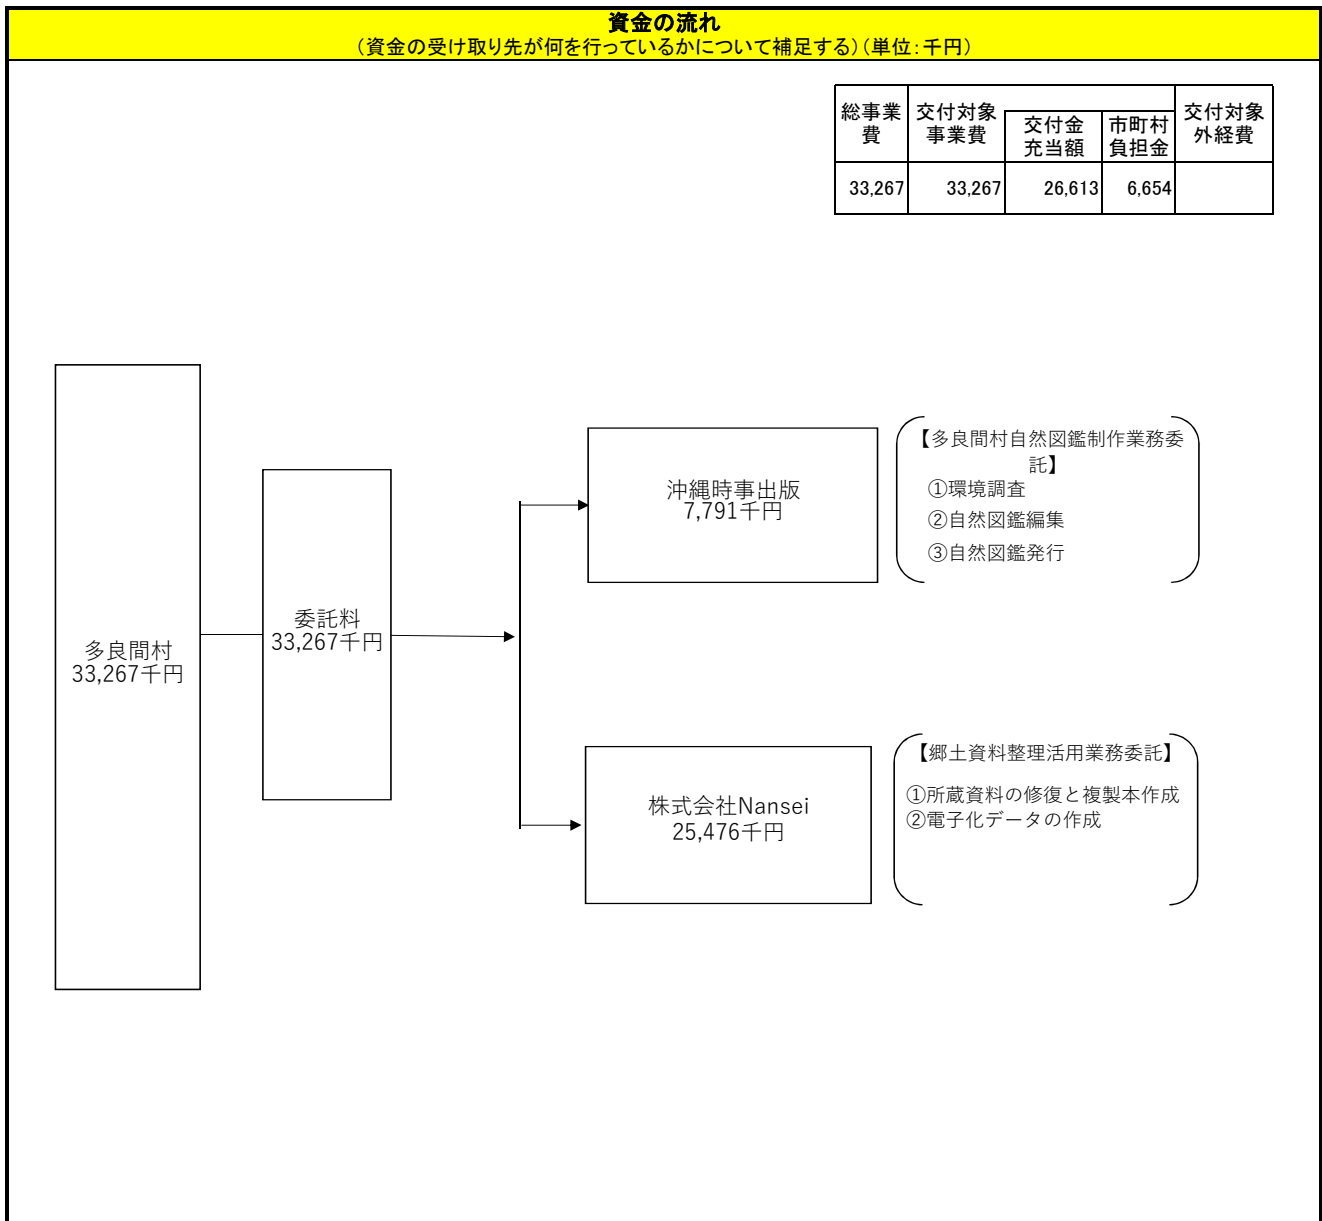 資金の流れ
（資金の受け取り先が何を行っているかについて補足する）（単位：千円）
総事業
費
交付対象
事業費
交付金
充当額
市町村
負担金
交付対象
外経費
33,267
33,267
26,613
6,654
多良間村
33,267千円
委託料
33,267千円
沖縄時事出版
7,791千円
【多良間村自然図鑑制作業務委
託】
①環境調査
②自然図鑑編集
③自然図鑑発行
株式会社Nansei
25,476千円
【郷土資料整理活用業務委託】
①所蔵資料の修復と複製本作成
②電子化データの作成